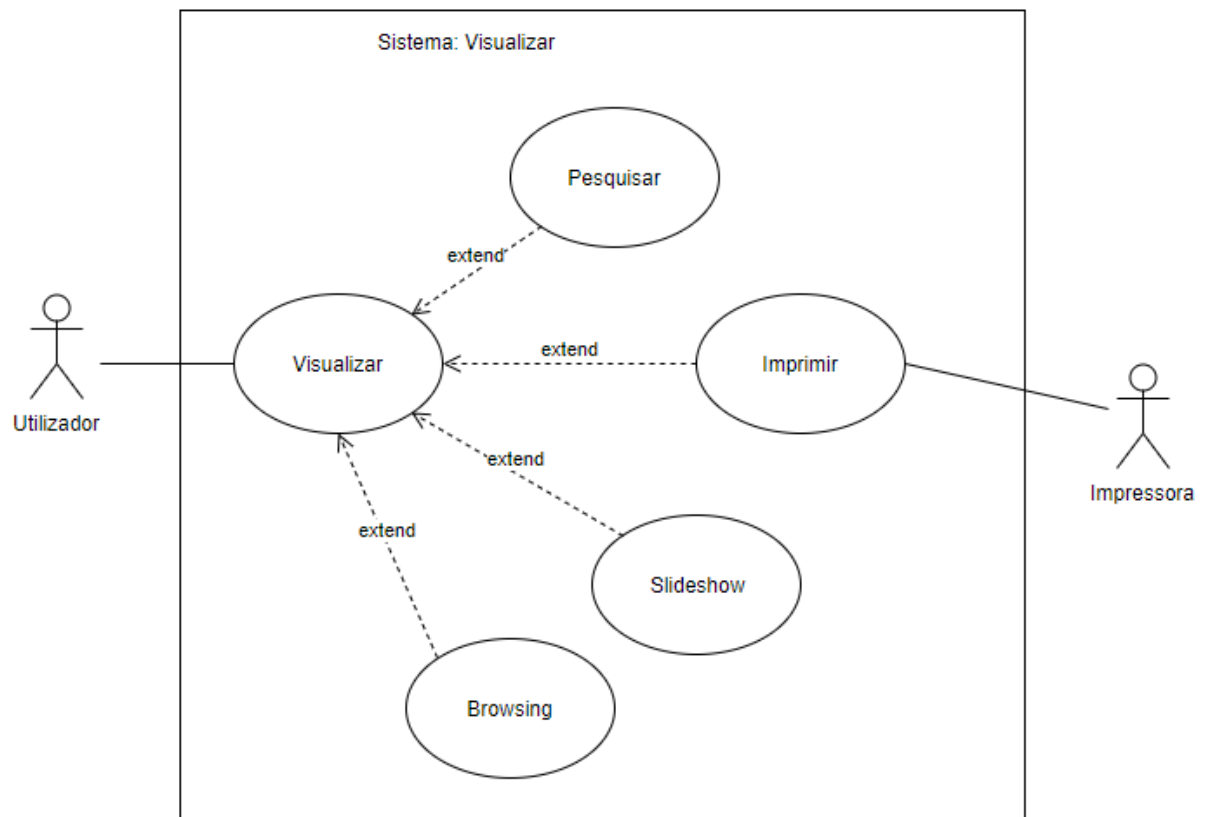 Sistema: Visualizar
Pesquisar
extend
Visualizar
extend
Imprimir
Utilizador
extend
Impressora
extend
Slideshow
Browsing